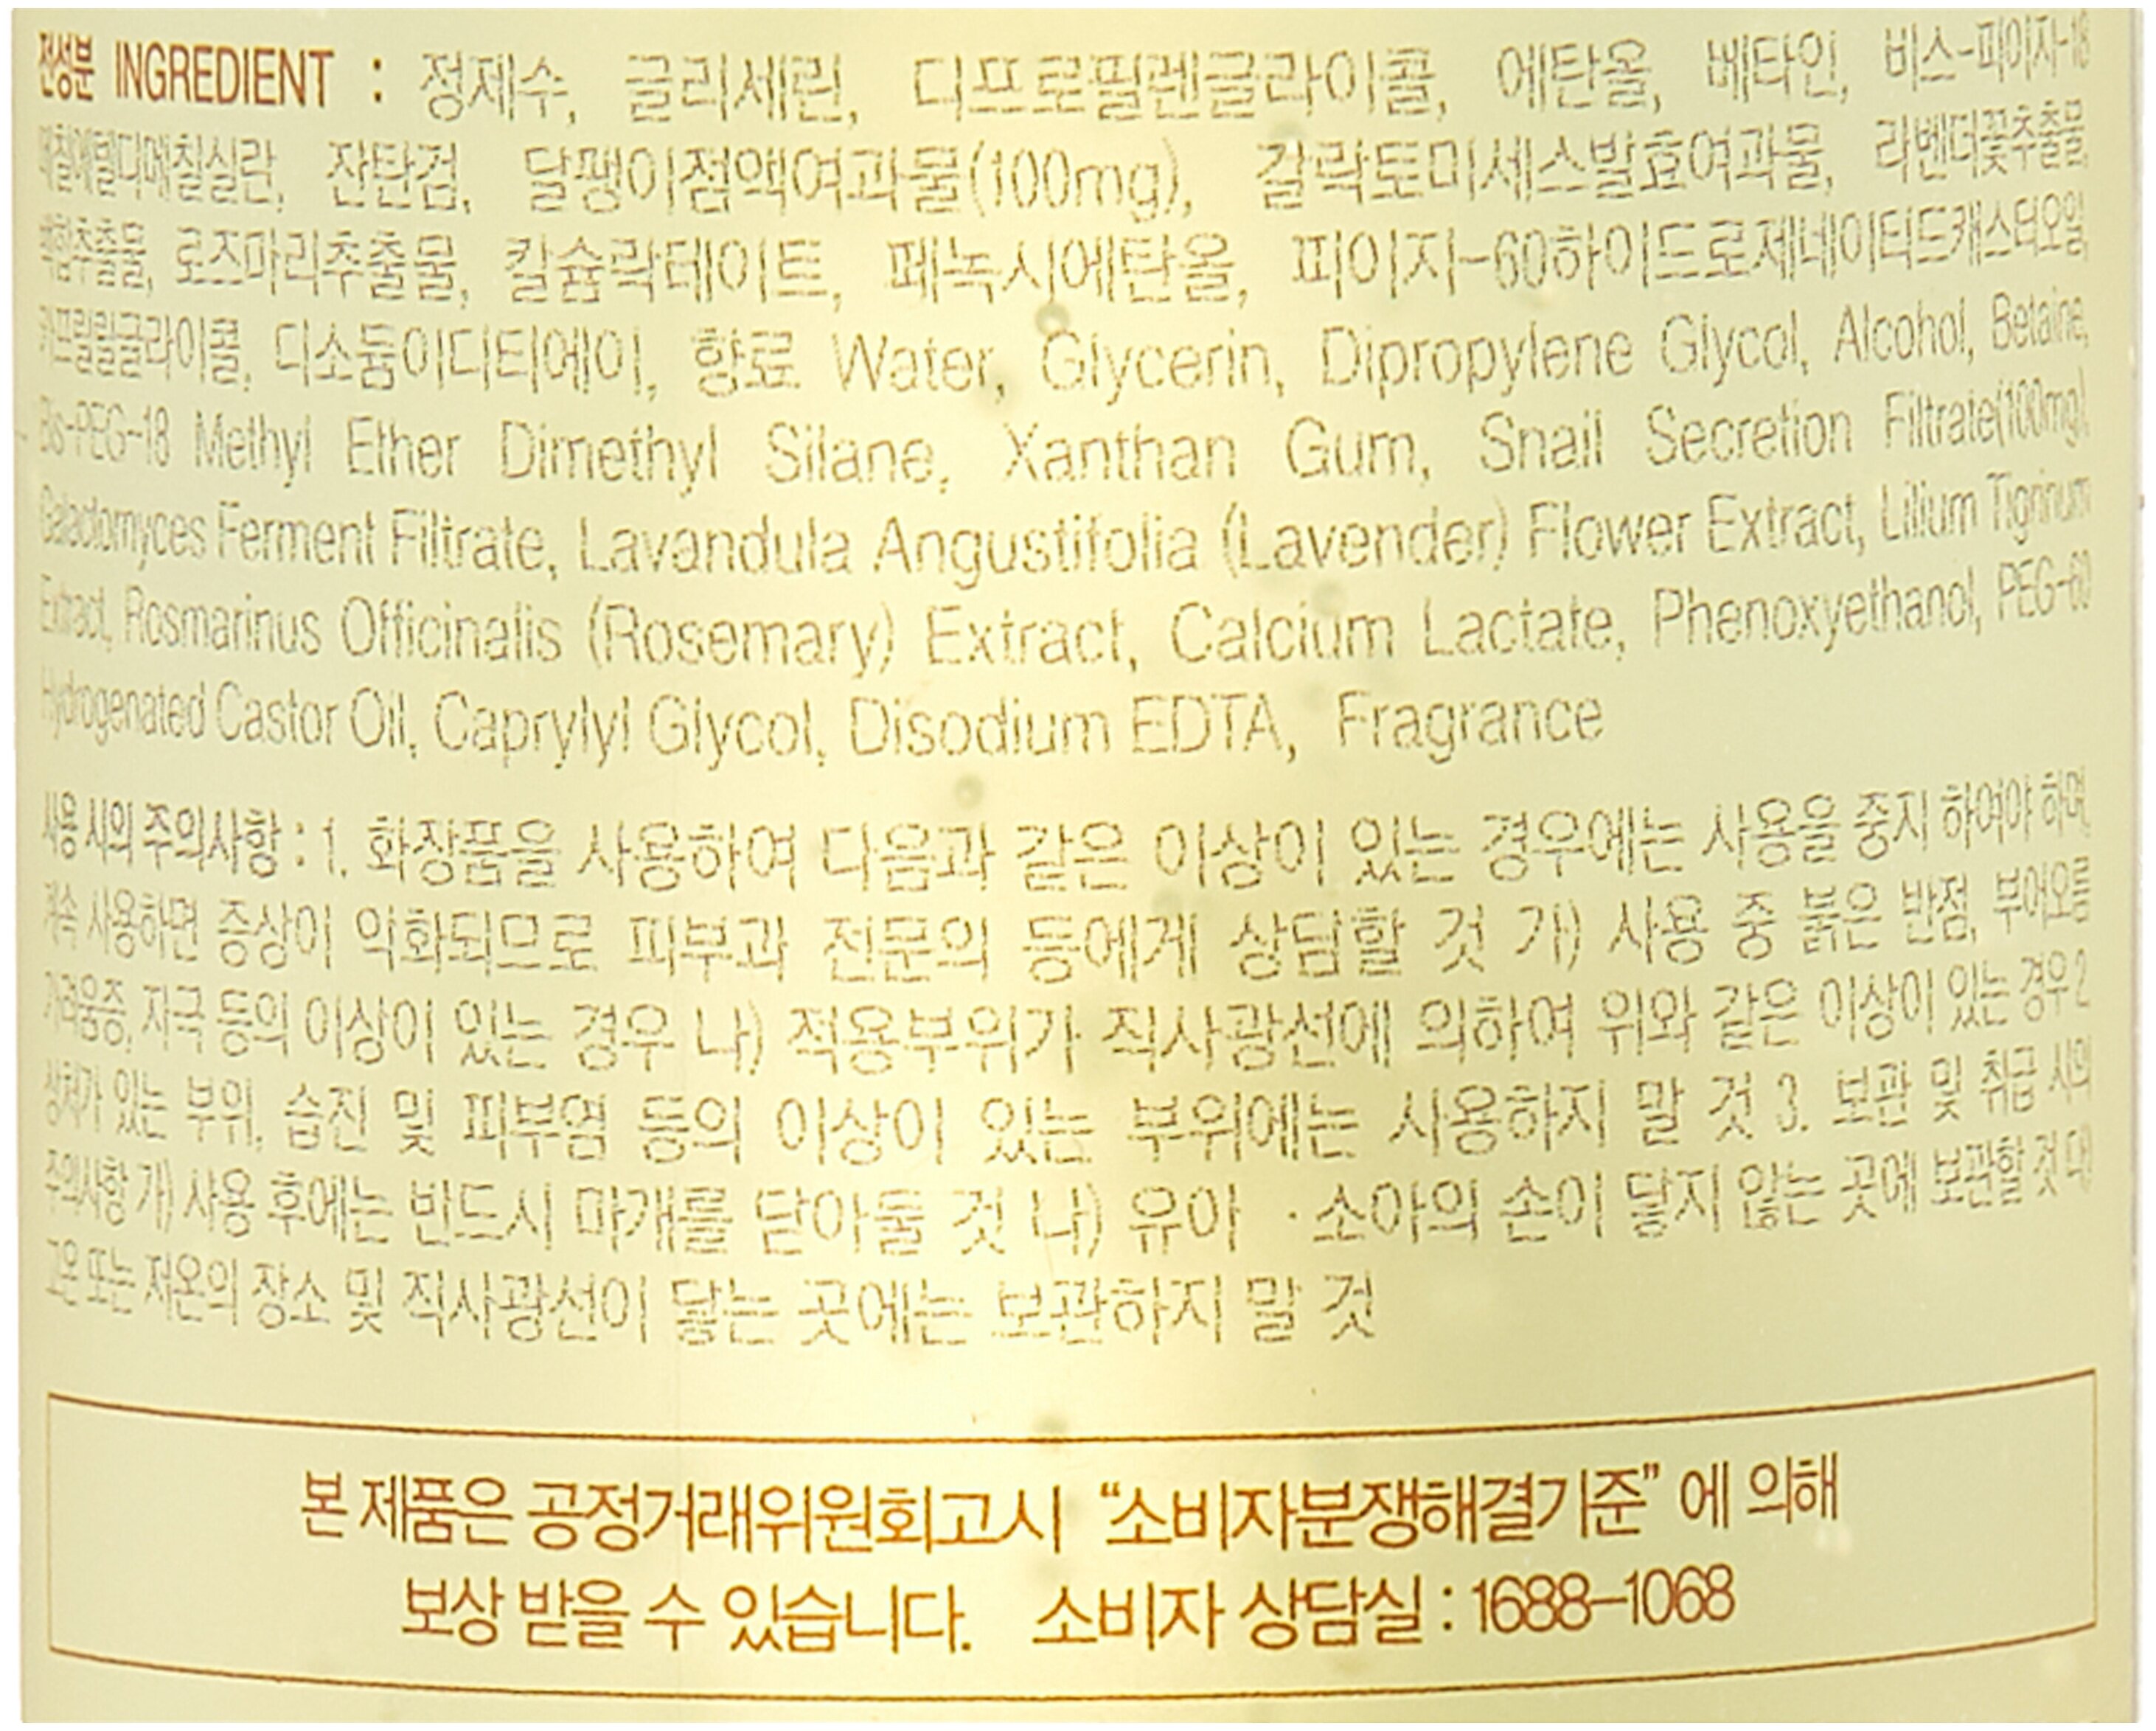 전성분 INGREDIENT : 정제수, 글리세린, 디프로필렌글라이콜, 에탄올, 베타인, 비스-피이지-18
메칠에텔디메칠실란, 잔탄검, 달팽이점액여과물(100mg), 갈락토미세스발효여과물, 라벤더꽃추출물,
백합추출물, 로즈마리추출물, 칼슘락테이트, 페녹시에탄올, 피이지-60하이드로제네이티드캐스터오일,
카프릴릴글라이콜, 디소듐이디티에이, 향료 Water, Glycerin, Dipropylene Glycol, Alcohol, Betaine,
Bis-PEG-18 Methyl Ether Dimethyl Silane, Xanthan Gum, Snail Secretion Filtrate(100mg),
Galactomyces Ferment Filtrate, Lavandula Angustifolia (Lavender) Flower Extract, Lilium Tigrinum
Extract, Rosmarinus Officinalis (Rosemary) Extract, Calcium Lactate, Phenoxyethanol, PEG-60
Hydrogenated Castor Oil, Caprylyl Glycol, Disodium EDTA, Fragrance
사용 시의 주의사항 : 1. 화장품을 사용하여 다음과 같은 이상이 있는 경우에는 사용을 중지 하여야 하며,
계속 사용하면 증상이 악화되므로 피부과 전문의 등에게 상담할 것 가) 사용 중 붉은 반점, 부어오름
가려움증, 자극 등의 이상이 있는 경우 나) 적용부위가 직사광선에 의하여 위와 같은 이상이 있는 경우 2
상처가 있는 부위, 습진 및 피부염 등의 이상이 있는 부위에는 사용하지 말 것 3. 보관 및 취급 시의
주의사항 가) 사용 후에는 반드시 마개를 닫아둘 것 나) 유아 · 소아의 손이 닿지 않는 곳에 보관할 것 다)
고온 또는 저온의 장소 및 직사광선이 닿는 곳에는 보관하지 말 것
본 제품은 공정거래위원회고시 “소비자분쟁해결기준” 에 의해
보상 받을 수 있습니다. 소비자 상담실 : 1688-1068